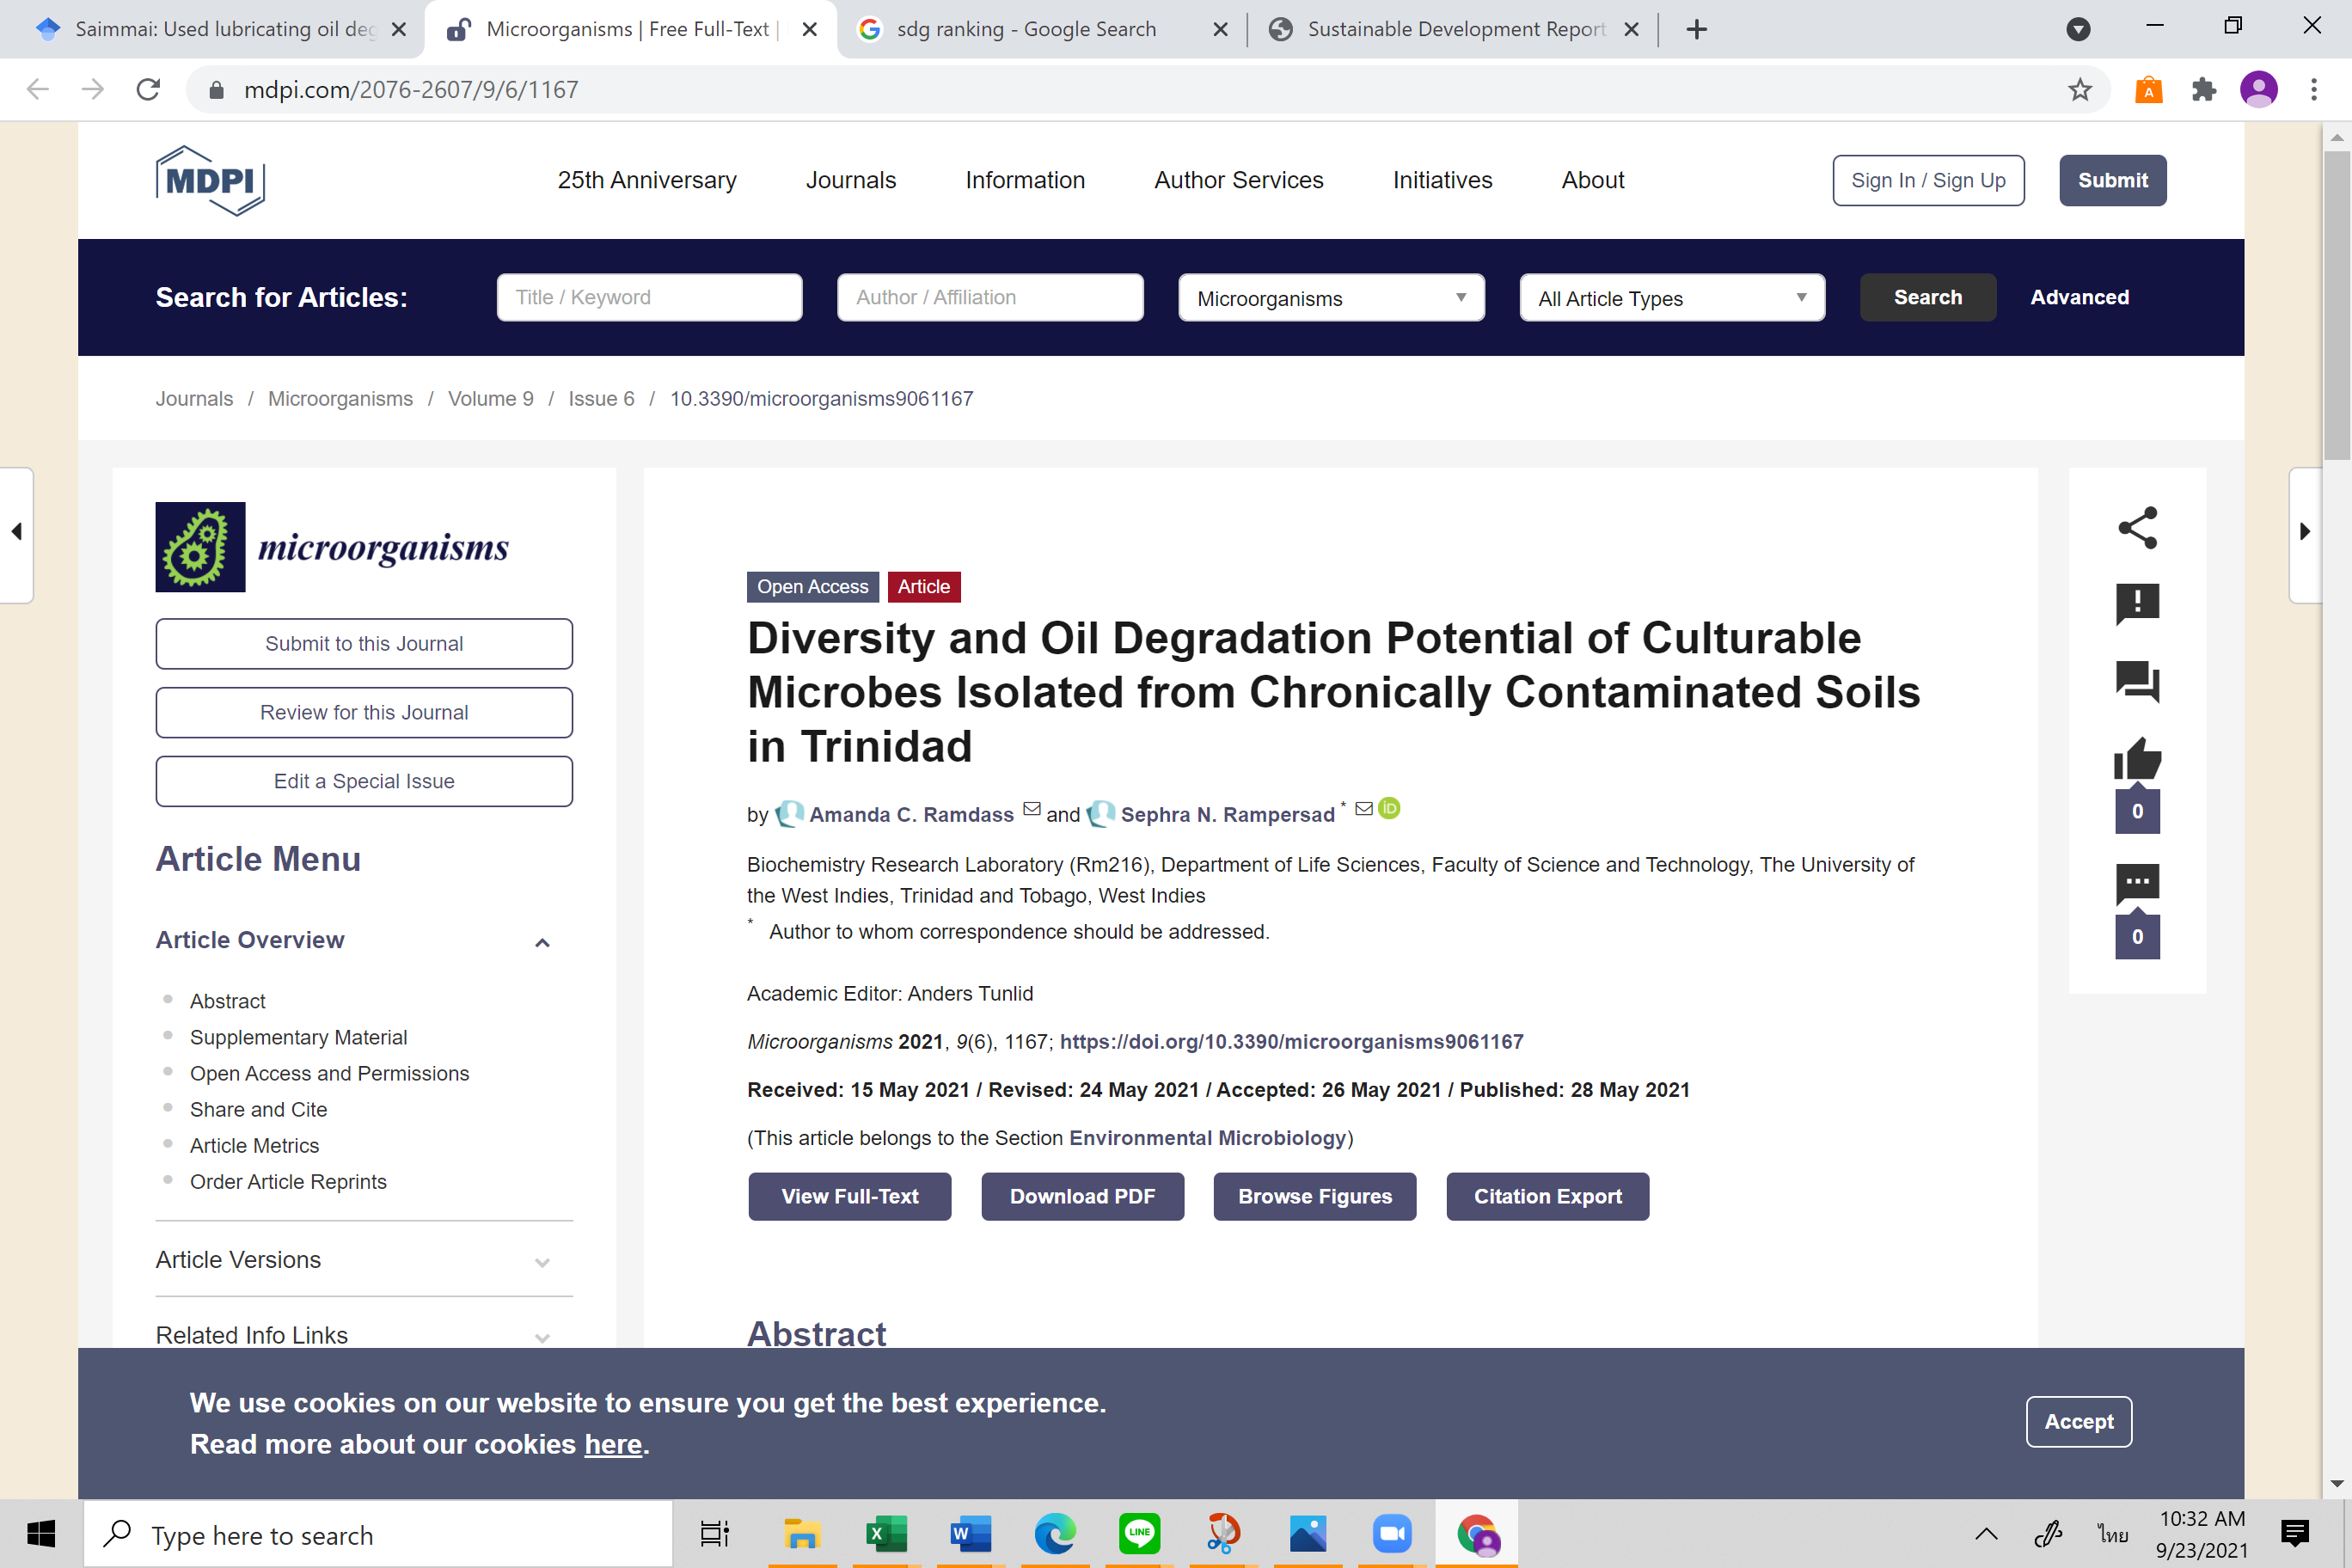 Saimmai: Used lubricating oil deg
Microorganisms | Free Full-Text |
sdg ranking - Google Search
Sustainable Development Report
mdpi.com/2076-2607/9/6/1167
A
MDPI
25th Anniversary
Journals
Information
Author Services
Initiatives
About
Sign In / Sign Up
Submit
Search for Articles:
Title / Keyword
Author / Affiliation
Microorganisms
All Article Types
Search
Advanced
Journals / Microorganisms / Volume 9 / Issue 6 / 10.3390/microorganisms9061167
microorganisms
Submit to this Journal
Review for this Journal
Edit a Special Issue
Article Menu
Article Overview
Abstract
Supplementary Material
Open Access and Permissions
Share and Cite
Article Metrics
Order Article Reprints
Article Versions
Related Info Links
Open Access
Article
Diversity and Oil Degradation Potential of Culturable
Microbes Isolated from Chronically Contaminated Soils
in Trinidad
by Amanda C. Ramdass and Sephra N. Rampersad * iD
Biochemistry Research Laboratory (Rm216), Department of Life Sciences, Faculty of Science and Technology, The University of
the West Indies, Trinidad and Tobago, West Indies
* Author to whom correspondence should be addressed.
Academic Editor: Anders Tunlid
Microorganisms 2021, 9(6), 1167; https://doi.org/10.3390/microorganisms9061167
Received: 15 May 2021 / Revised: 24 May 2021 / Accepted: 26 May 2021 / Published: 28 May 2021
(This article belongs to the Section Environmental Microbiology)
View Full-Text
Download PDF
Browse Figures
Citation Export
Abstract
0
0
We use cookies on our website to ensure you get the best experience.
Read more about our cookies here.
Accept
Type here to search
X
W
LINE
ไทย
10:32 AM
9/23/2021